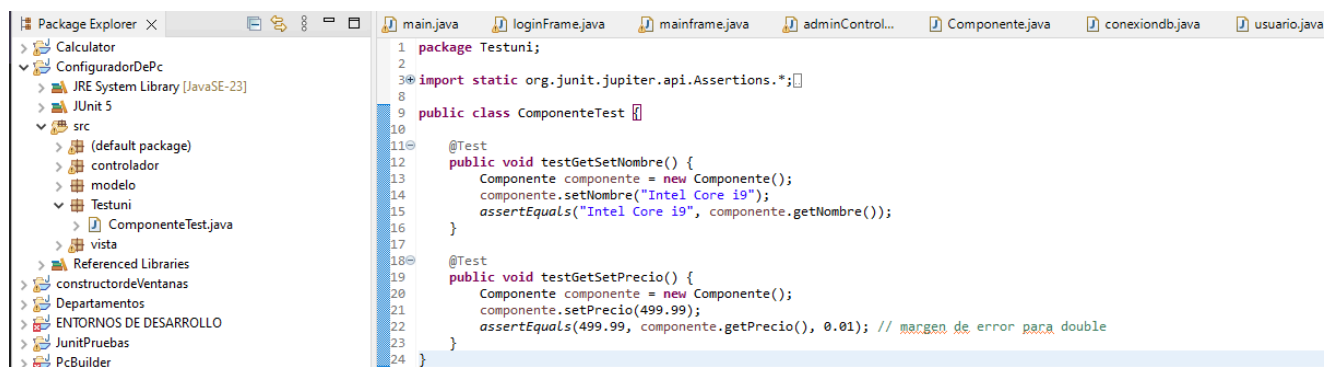 Package Explorer
main.java loginFrame.java mainframe.java adminControl... Componente.java conexiondb.java usuario.java
Calculator
ConfiguradorDePc
JRE System Library [JavaSE-23]
JUnit 5
src
(default package)
controlador
modelo
Testuni
ComponenteTest.java
vista
Referenced Libraries
constructordeVentanas
Departamentos
ENTORNOS DE DESARROLLO
JunitPruebas
PcBuilder
1 package Testuni;
2
3 import static org.junit.jupiter.api.Assertions.*;
8
9 public class ComponenteTest {
10
11 @Test
12 public void testGetSetNombre() {
13 Componente componente = new Componente();
14 componente.setNombre("Intel Core i9");
15 assertEquals("Intel Core i9", componente.getNombre());
16 }
17
18 @Test
19 public void testGetSetPrecio() {
20 Componente componente = new Componente();
21 componente.setPrecio(499.99);
22 assertEquals(499.99, componente.getPrecio(), 0.01); // margen de error para double
23 }
24 }